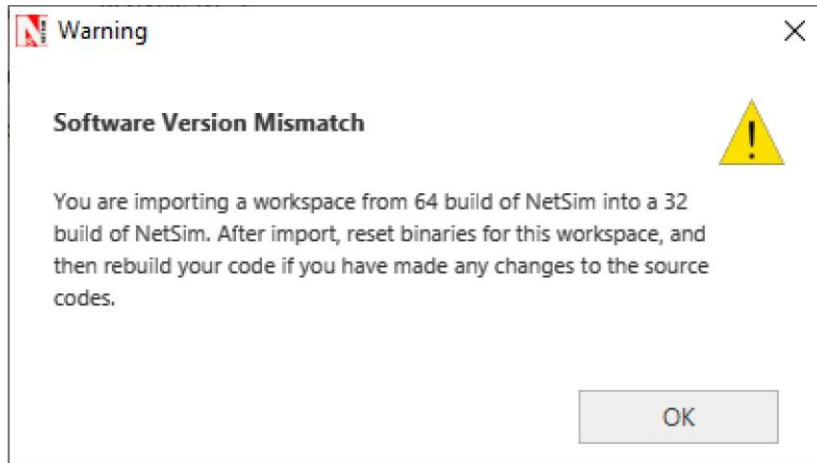 Warning
Software Version Mismatch
You are importing a workspace from 64 build of NetSim into a 32
build of NetSim. After import, reset binaries for this workspace, and
then rebuild your code if you have made any changes to the source
codes.
OK